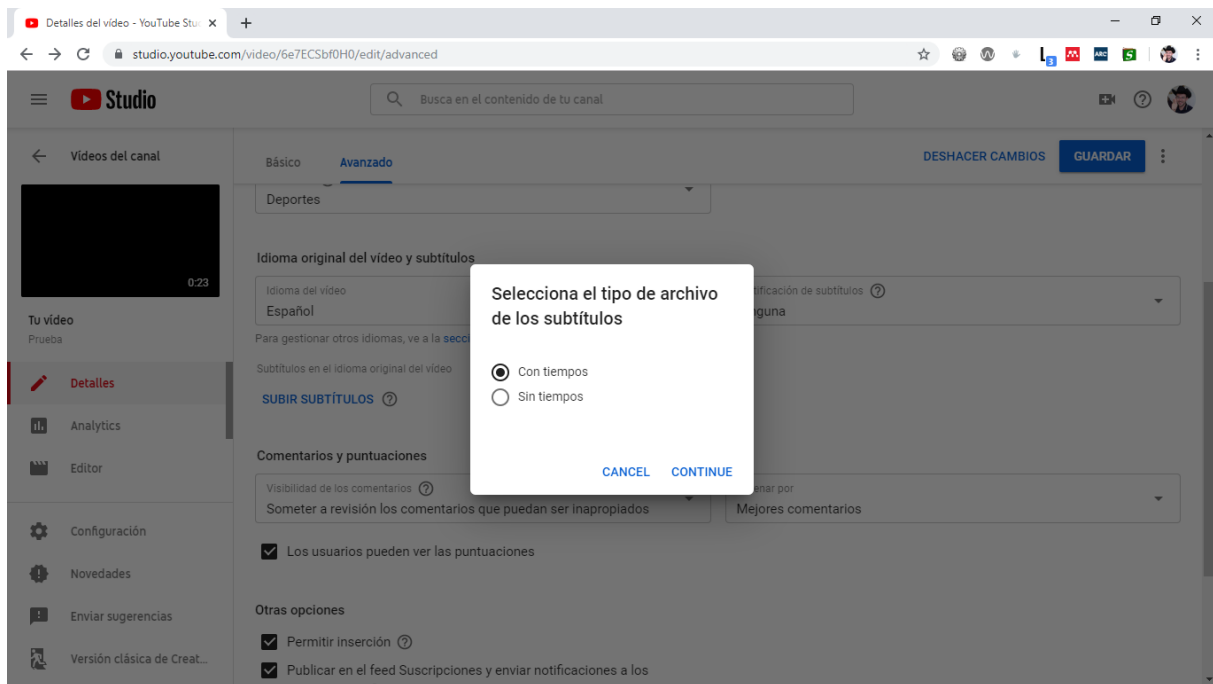 Detalles del vídeo - YouTube Stu
studio.youtube.com/video/6e7ECSbf0H0/edit/advanced
3
ABC
S
Studio
Busca en el contenido de tu canal
Vídeos del canal
Básico
Avanzado
DESHACER CAMBIOS
GUARDAR
0:23
Tu vídeo
Prueba
Detalles
Analytics
Editor
Configuración
Novedades
Enviar sugerencias
Versión clásica de Creat...
Deportes
Idioma original del vídeo y subtítulos
Idioma del vídeo
Español
tificación de subtítulos
guna
Para gestionar otros idiomas, ve a la secci
Subtítulos en el idioma original del vídeo
SUBIR SUBTÍTULOS
Selecciona el tipo de archivo
de los subtítulos
Con tiempos
Sin tiempos
CANCEL
CONTINUE
Comentarios y puntuaciones
Visibilidad de los comentarios
Someter a revisión los comentarios que puedan ser inapropiados
enar por
Mejores comentarios
Los usuarios pueden ver las puntuaciones
Otras opciones
Permitir inserción
Publicar en el feed Suscripciones y enviar notificaciones a los